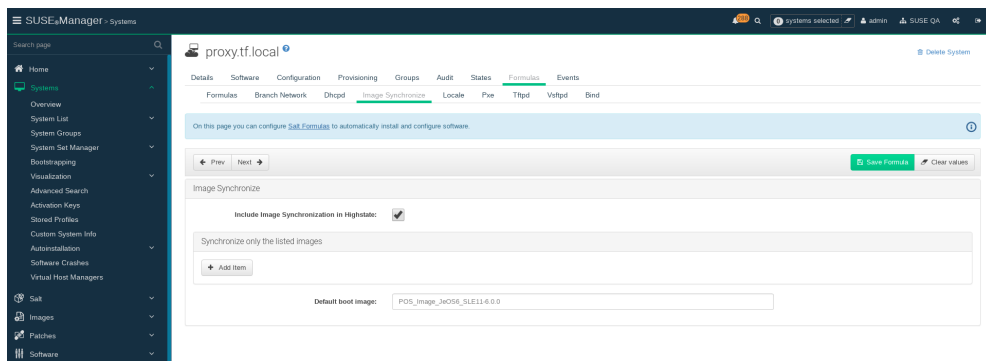 SUSE®Manager > Systems
280
0 systems selected
admin
SUSE QA
Search page
Home
Systems
Overview
System List
System Groups
System Set Manager
Bootstrapping
Visualization
Advanced Search
Activation Keys
Stored Profiles
Custom System Info
Autoinstallation
Software Crashes
Virtual Host Managers
Salt
Images
Patches
Software
proxy.tf.local ?
Delete System
Details Software Configuration Provisioning Groups Audit States Formulas Events
Formulas Branch Network Dhcpd Image Synchronize Locale Pxe Tftpd Vsftpd Bind
On this page you can configure Salt Formulas to automatically install and configure software.
Prev Next
Save Formula Clear values
Image Synchronize
Include Image Synchronization in Highstate:
Synchronize only the listed images
+ Add Item
Default boot image: POS_Image_JeOS6_SLE11-6.0.0